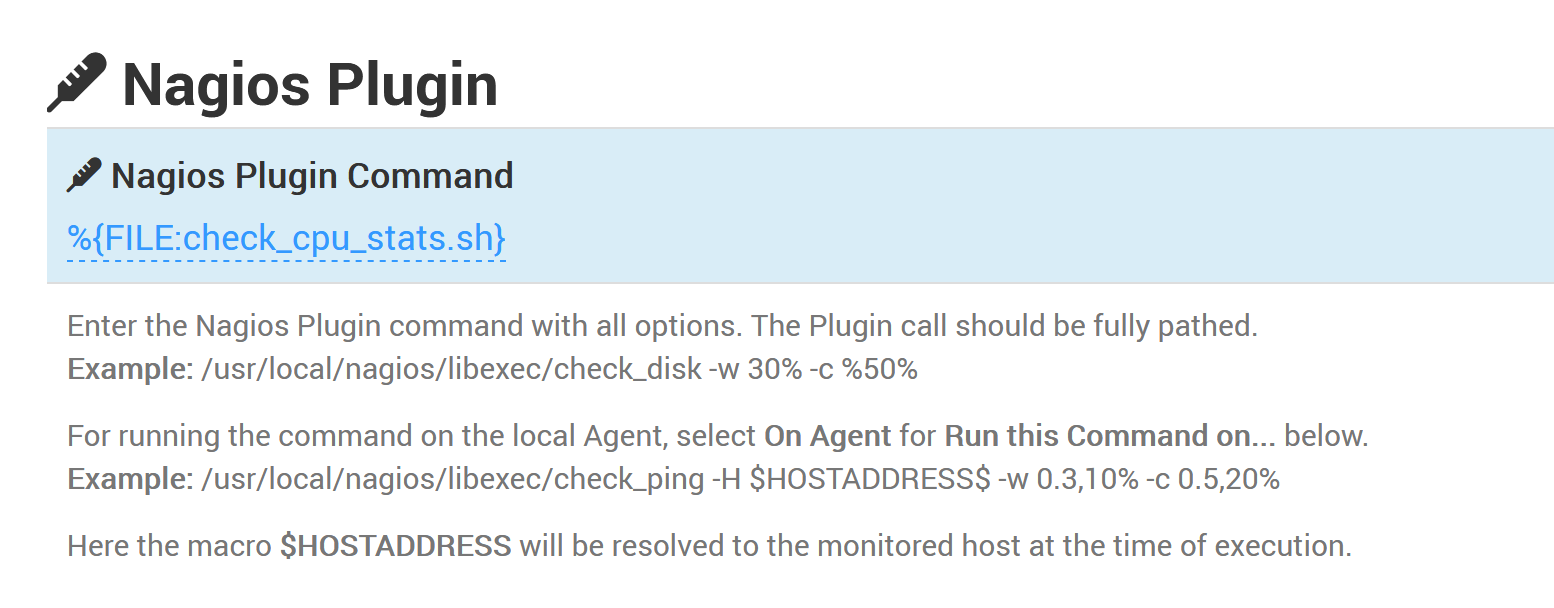 Nagios Plugin
Nagios Plugin Command
%{FILE:check_cpu_stats.sh}
Enter the Nagios Plugin command with all options. The Plugin call should be fully pathed.
Example: /usr/local/nagios/libexec/check_disk -w 30% -c %50%
For running the command on the local Agent, select On Agent for Run this Command on... below.
Example: /usr/local/nagios/libexec/check_ping -H $HOSTADDRESS$ -w 0.3,10% -c 0.5,20%
Here the macro $HOSTADDRESS will be resolved to the monitored host at the time of execution.